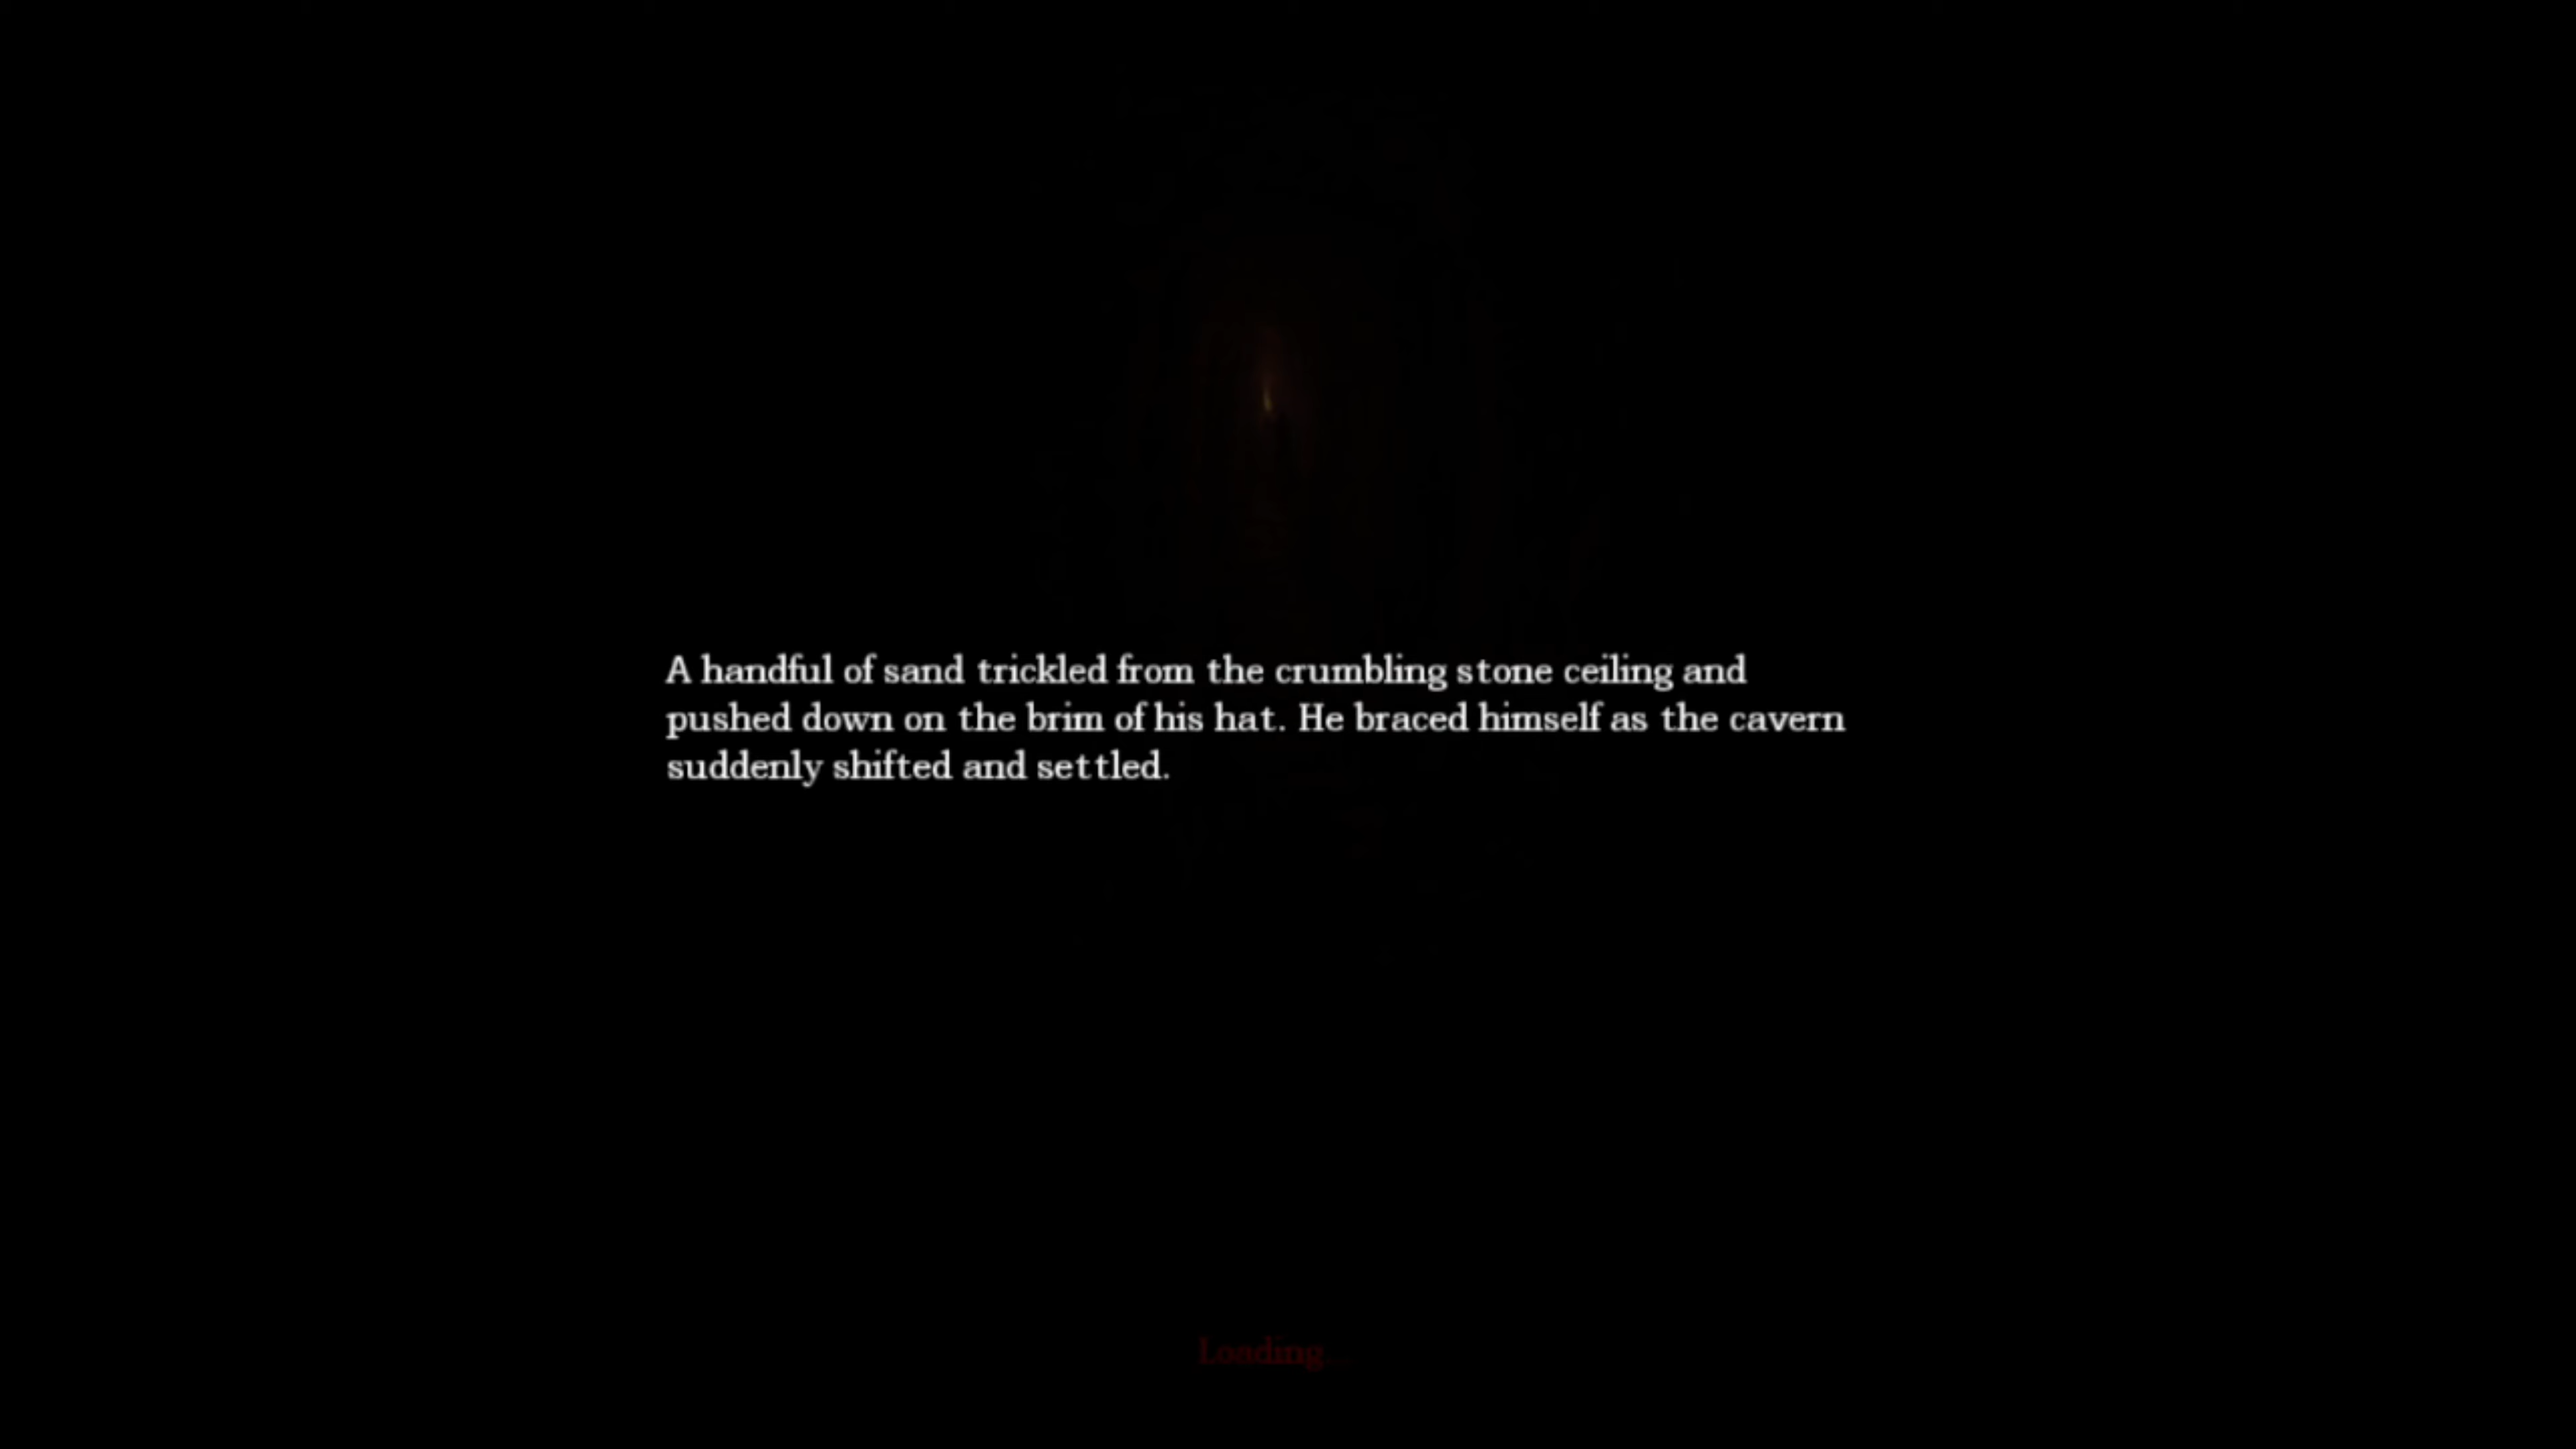 A handful of sand trickled from the crumbling stone ceiling and
pushed down on the brim of his hat. He braced himself as the cavern
suddenly shifted and settled.
Loading...